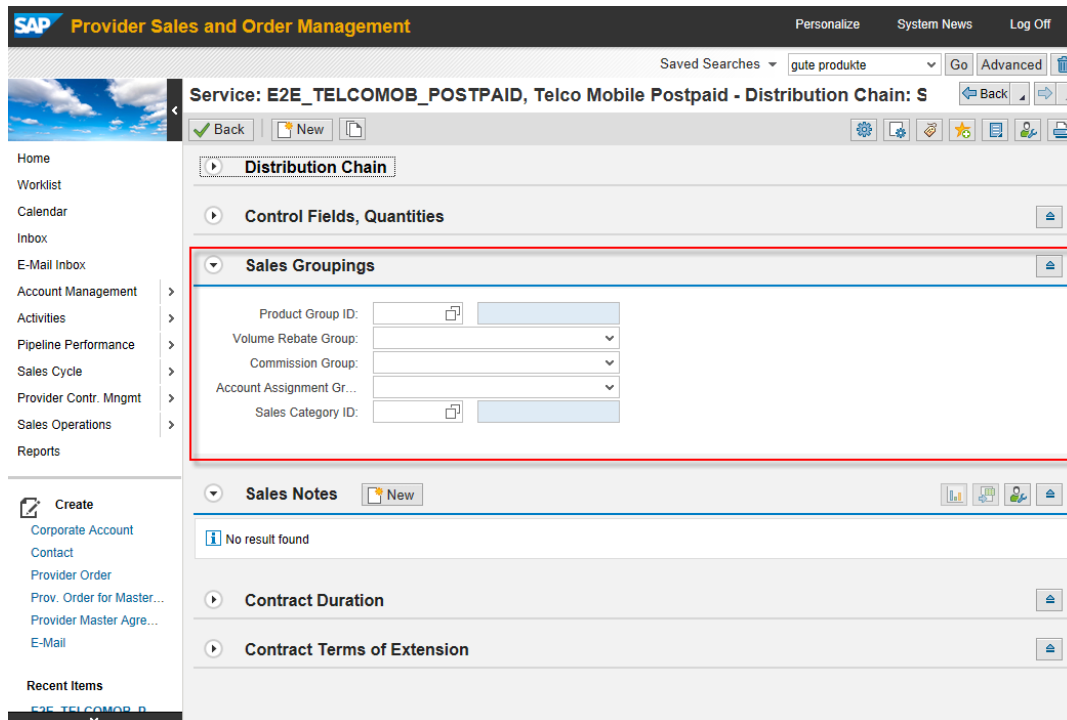 SAP Provider Sales and Order Management Personalize System News Log Off
Saved Searches gute produkte Go Advanced
Service: E2E_TELCOMOB_POSTPAID, Telco Mobile Postpaid - Distribution Chain: S Back
Back New
Home
Worklist
Calendar
Inbox
E-Mail Inbox
Account Management
Activities
Pipeline Performance
Sales Cycle
Provider Contr. Mngmt
Sales Operations
Reports
Create
Corporate Account
Contact
Provider Order
Prov. Order for Master...
Provider Master Agre...
E-Mail
Recent Items
E2E_TELCOMOB_P
Distribution Chain
Control Fields, Quantities
Sales Groupings
Product Group ID:
Volume Rebate Group:
Commission Group:
Account Assignment Gr...
Sales Category ID:
Sales Notes New
No result found
Contract Duration
Contract Terms of Extension